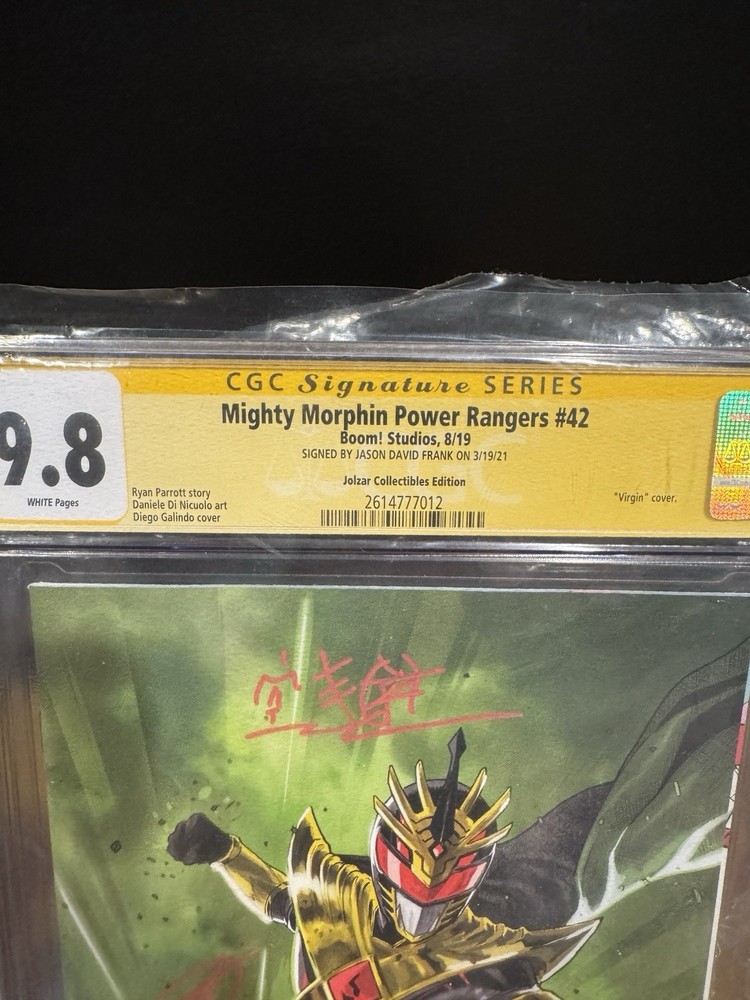 CGC Signature SERIES
Mighty Morphin Power Rangers #42
Boom! Studios, 8/19
SIGNED BY JASON DAVID FRANK ON 3/19/21
9.8
WHITE Pages
Jolzar Collectibles Edition
Ryan Parrott story
Daniele Di Nicuolo art
Diego Galindo cover
2614777012
"Virgin" cover.